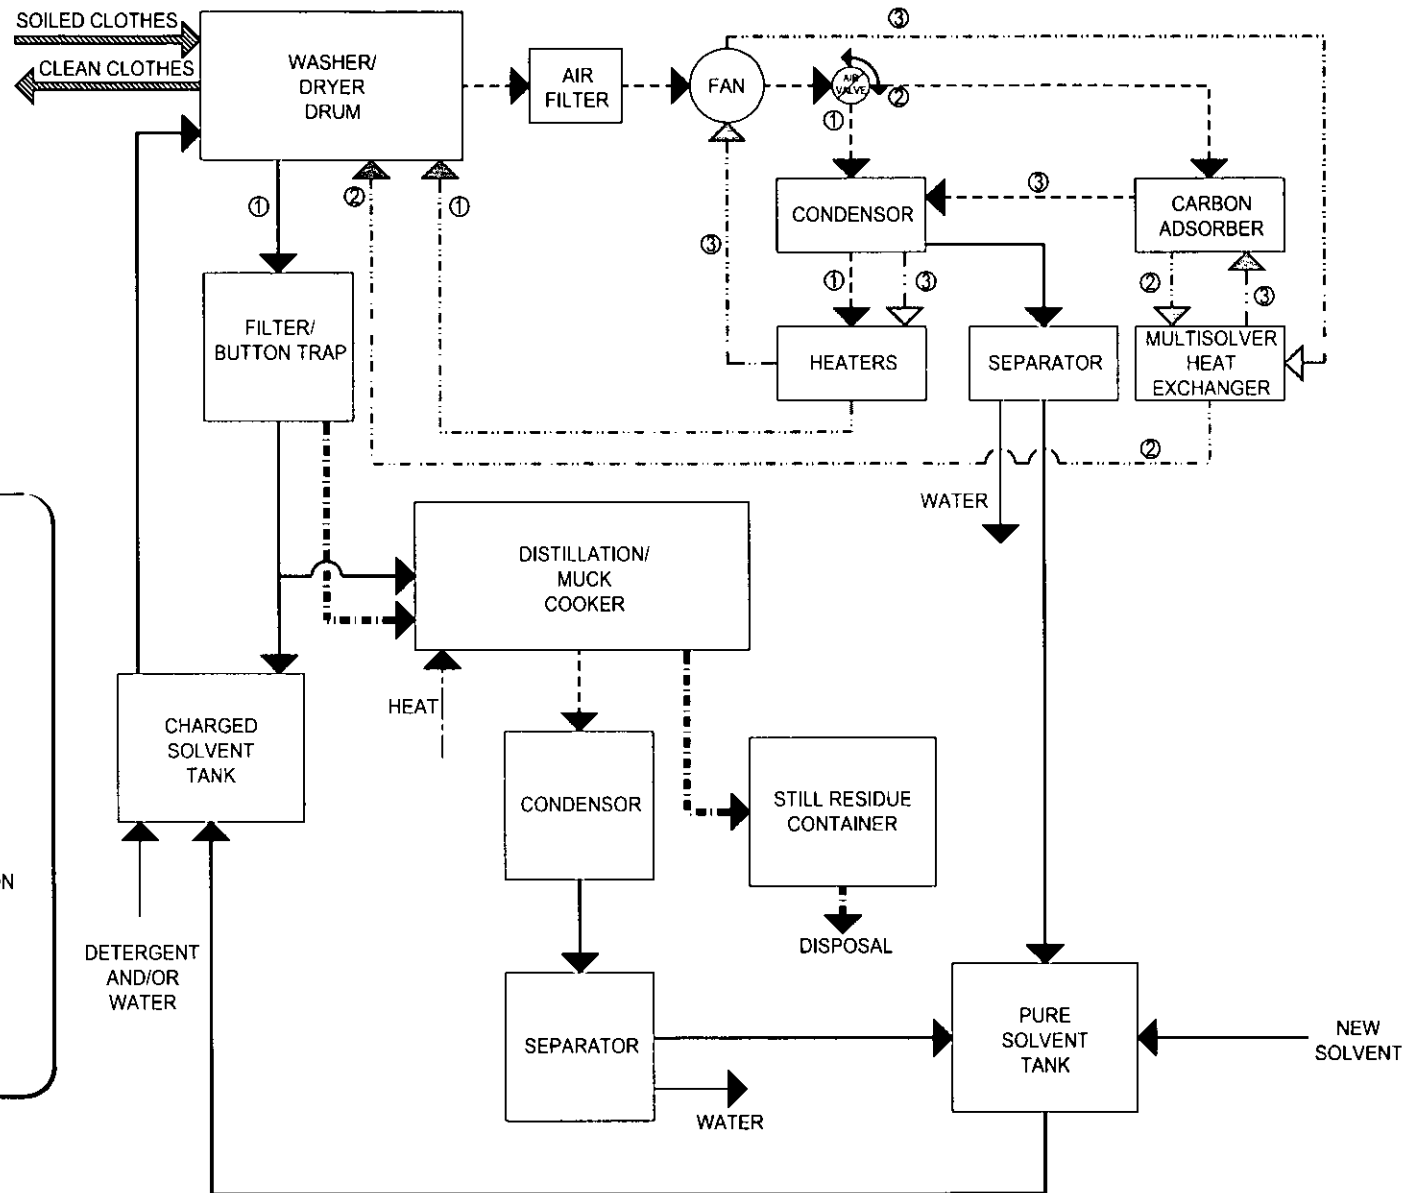 SOILED CLOTHES
CLEAN CLOTHES
WASHER/
DRYER
DRUM
AIR
FILTER
FAN
AIR
VALVE
③
②
①
CONDENSOR
③
CARBON
ADSORBER
①
②
①
③
①
③
②
③
FILTER/
BUTTON TRAP
HEATERS
SEPARATOR
MULTISOLVER
HEAT
EXCHANGER
②
WATER
DISTILLATION/
MUCK
COOKER
HEAT
CHARGED
SOLVENT
TANK
CONDENSOR
STILL RESIDUE
CONTAINER
DISPOSAL
DETERGENT
AND/OR
WATER
SEPARATOR
WATER
PURE
SOLVENT
TANK
NEW
SOLVENT